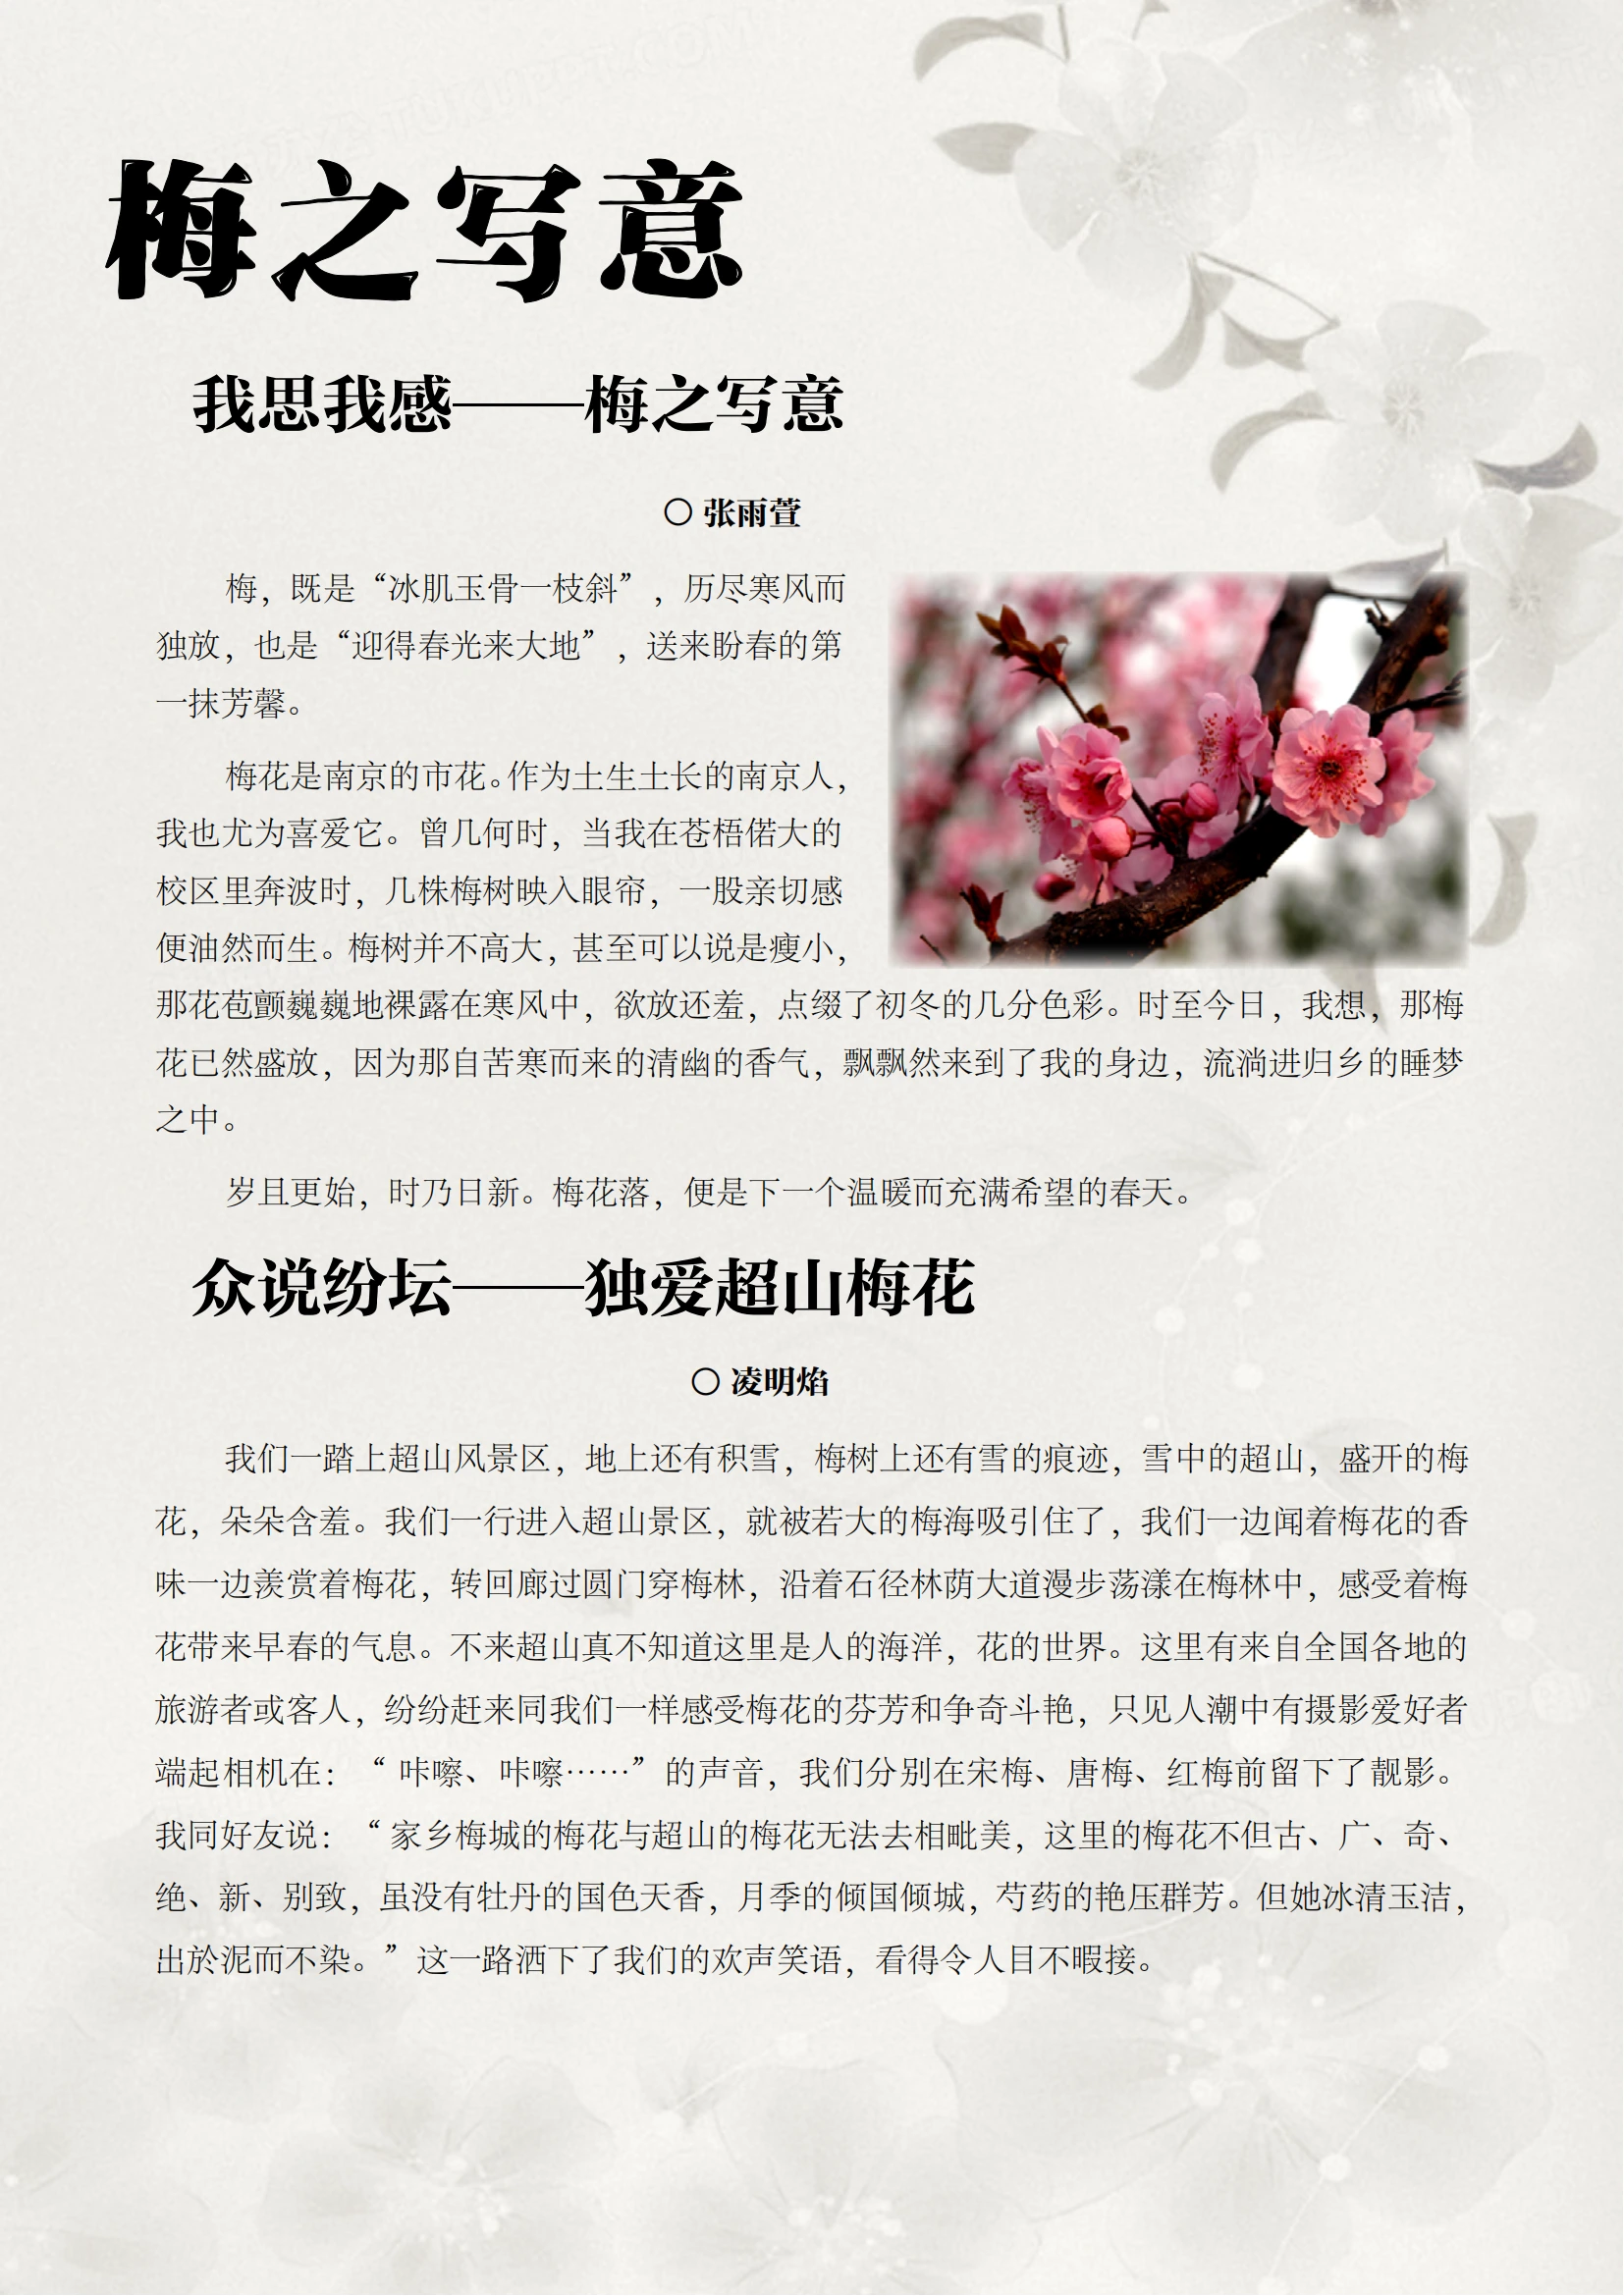 梅之写意
我思我感——梅之写意
〇 张雨萱
梅，既是“冰肌玉骨一枝斜”，历尽寒风而
独放，也是“迎得春光来大地”，送来盼春的第
一抹芳馨。
梅花是南京的市花。作为土生土长的南京人，
我也尤为喜爱它。曾几何时，当我在苍梧偌大的
校区里奔波时，几株梅树映入眼帘，一股亲切感
便油然而生。梅树并不高大，甚至可以说是瘦小，
那花苞颤巍巍地裸露在寒风中，欲放还羞，点缀了初冬的几分色彩。时至今日，我想，那梅
花已然盛放，因为那自苦寒而来的清幽的香气，飘飘然来到了我的身边，流淌进归乡的睡梦
之中。
岁且更始，时乃日新。梅花落，便是下一个温暖而充满希望的春天。
众说纷坛——独爱超山梅花
〇 凌明焰
我们一踏上超山风景区，地上还有积雪，梅树上还有雪的痕迹，雪中的超山，盛开的梅
花，朵朵含羞。我们一行进入超山景区，就被若大的梅海吸引住了，我们一边闻着梅花的香
味一边羡赏着梅花，转回廊过圆门穿梅林，沿着石径林荫大道漫步荡漾在梅林中，感受着梅
花带来早春的气息。不来超山真不知道这里是人的海洋，花的世界。这里有来自全国各地的
旅游者或客人，纷纷赶来同我们一样感受梅花的芬芳和争奇斗艳，只见人潮中有摄影爱好者
端起相机在：“ 咔嚓、咔嚓……”的声音，我们分别在宋梅、唐梅、红梅前留下了靓影。
我同好友说：“ 家乡梅城的梅花与超山的梅花无法去相毗美，这里的梅花不但古、广、奇、
绝、新、别致，虽没有牡丹的国色天香，月季的倾国倾城，芍药的艳压群芳。但她冰清玉洁，
出於泥而不染。”这一路洒下了我们的欢声笑语，看得令人目不暇接。